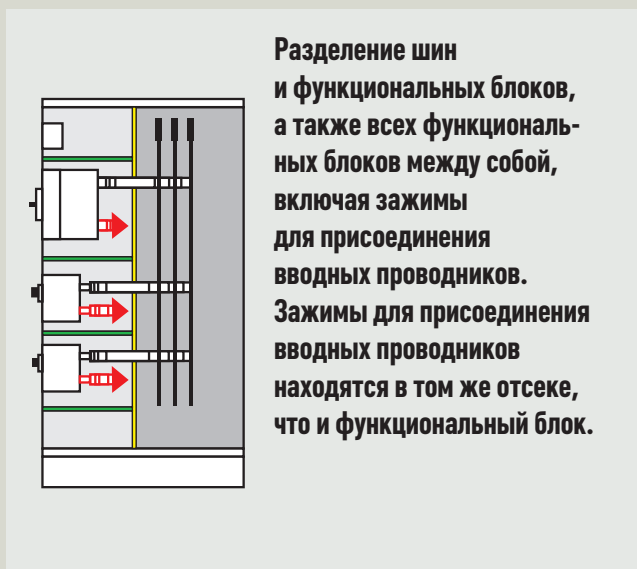 Разделение шин
и функциональных блоков,
а также всех функциональ-
ных блоков между собой,
включая зажимы
для присоединения
вводных проводников.
Зажимы для присоединения
вводных проводников
находятся в том же отсеке,
что и функциональный блок.